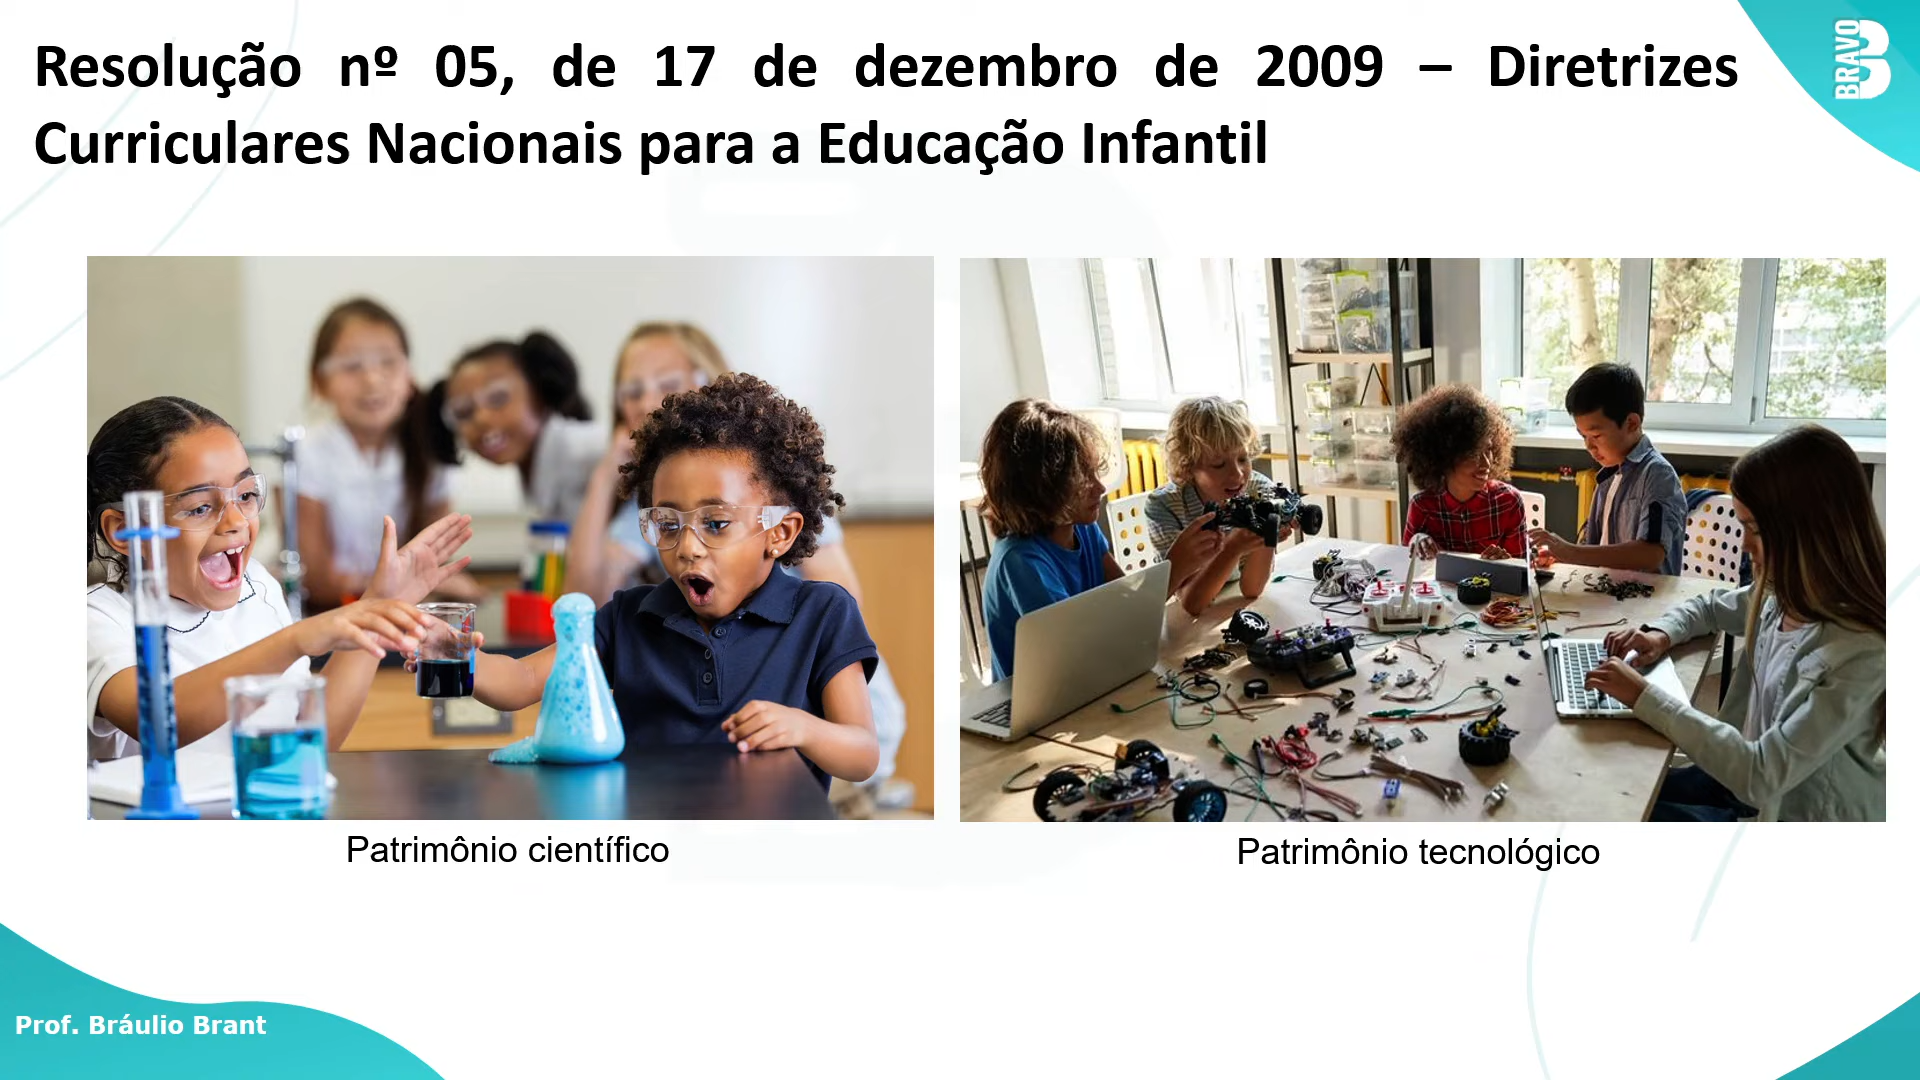 Resolução nº 05, de 17 de dezembro de 2009 – Diretrizes
Curriculares Nacionais para a Educação Infantil
BRAVO
B
Patrimônio científico
Patrimônio tecnológico
Prof. Bráulio Brant